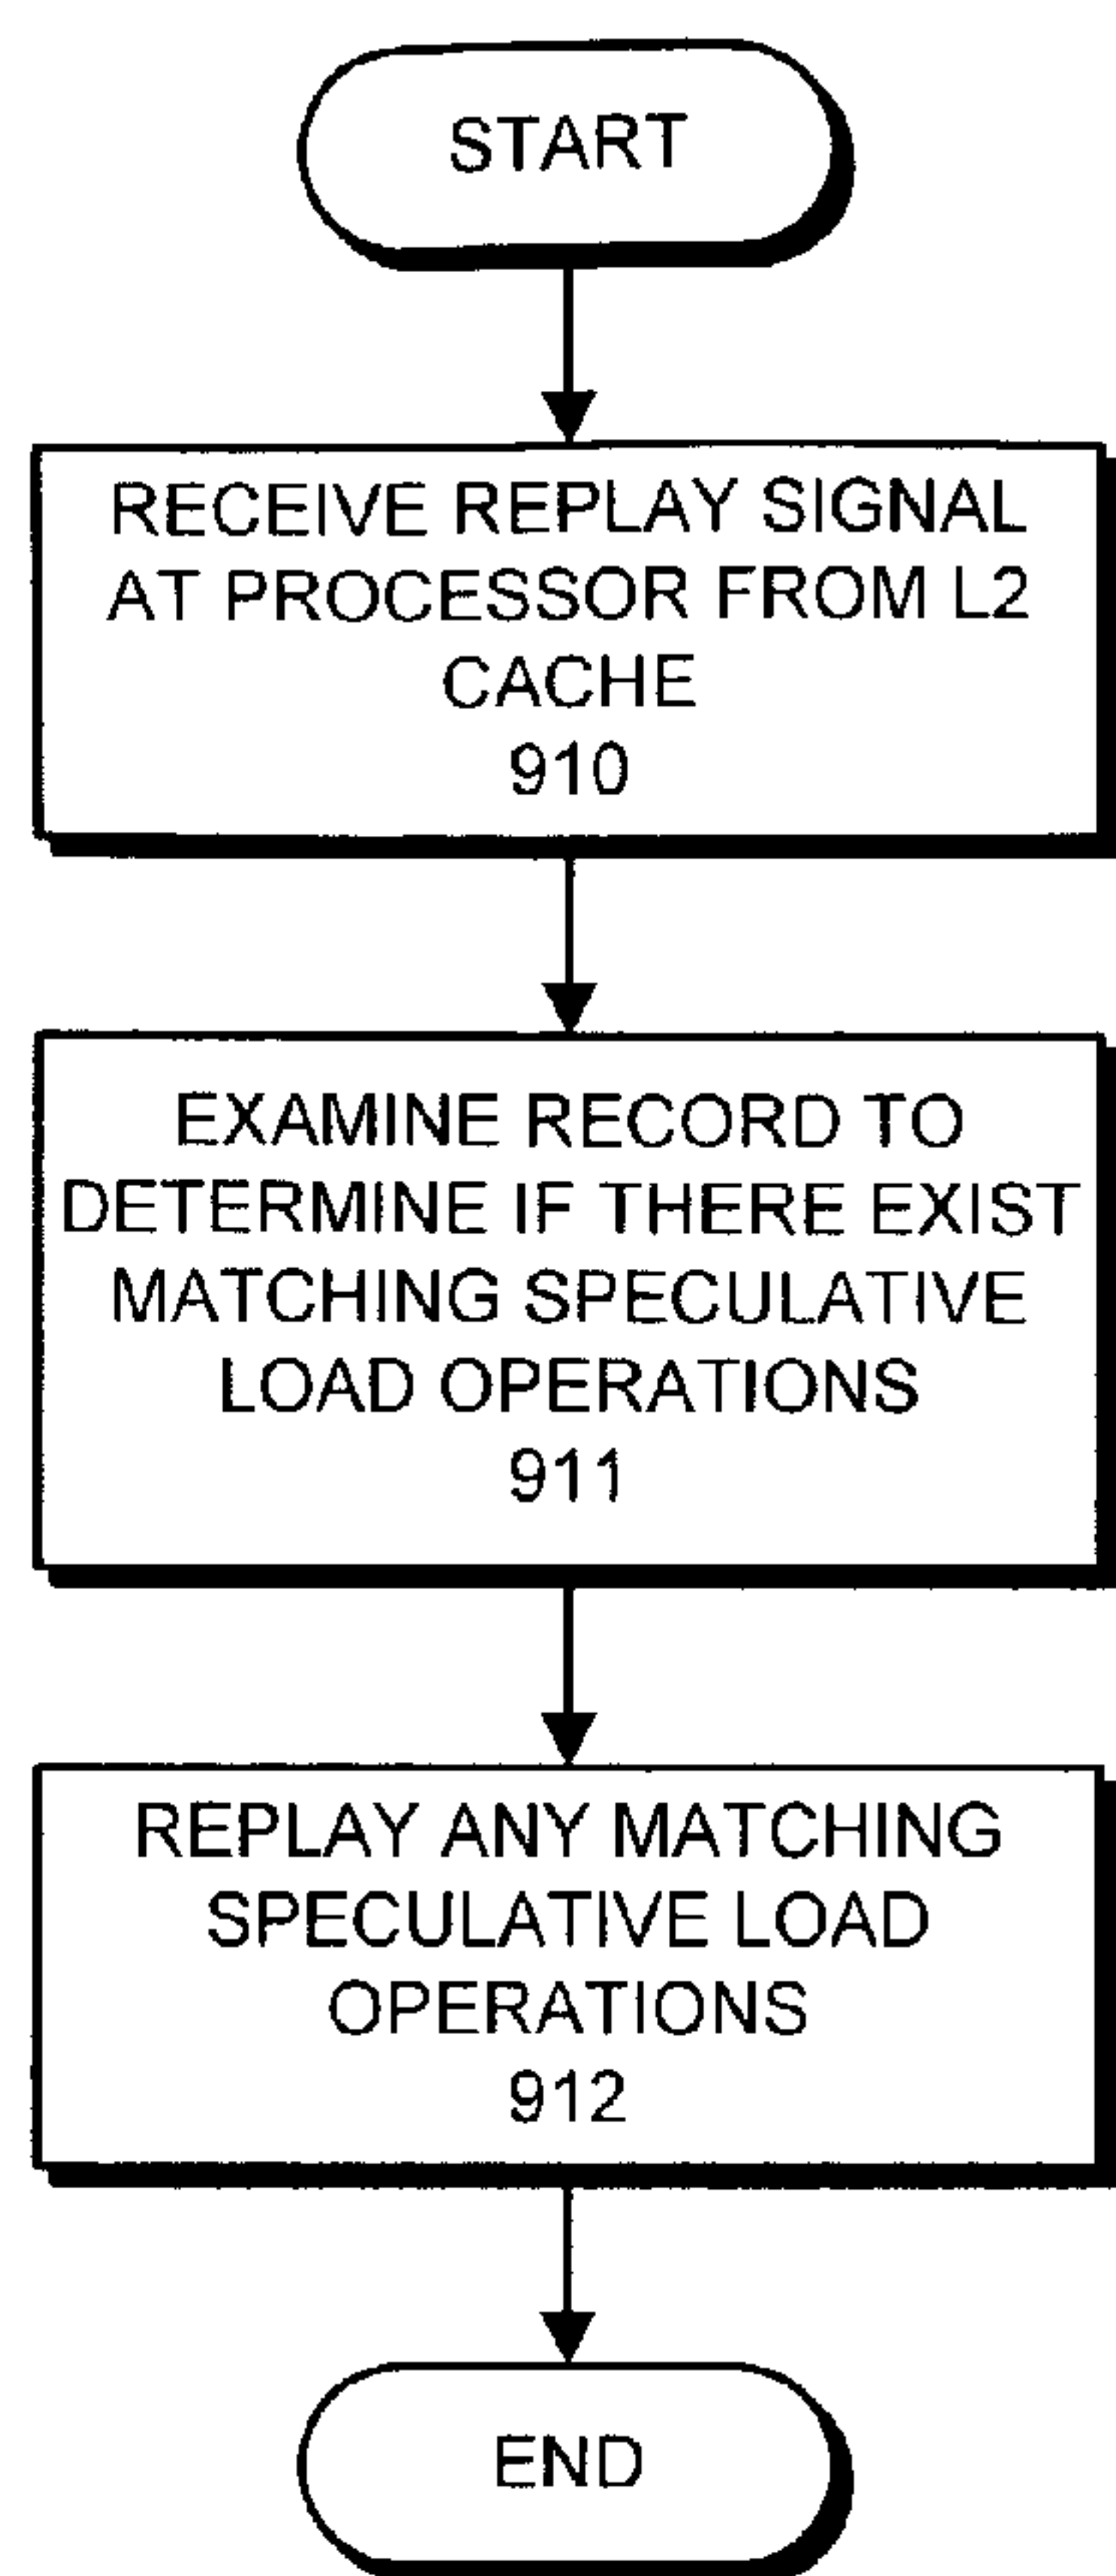 START
RECEIVE REPLAY SIGNAL
AT PROCESSOR FROM L2
CACHE
910
EXAMINE RECORD TO
DETERMINE IF THERE EXIST
MATCHING SPECULATIVE
LOAD OPERATIONS
911
REPLAY ANY MATCHING
SPECULATIVE LOAD
OPERATIONS
912
END